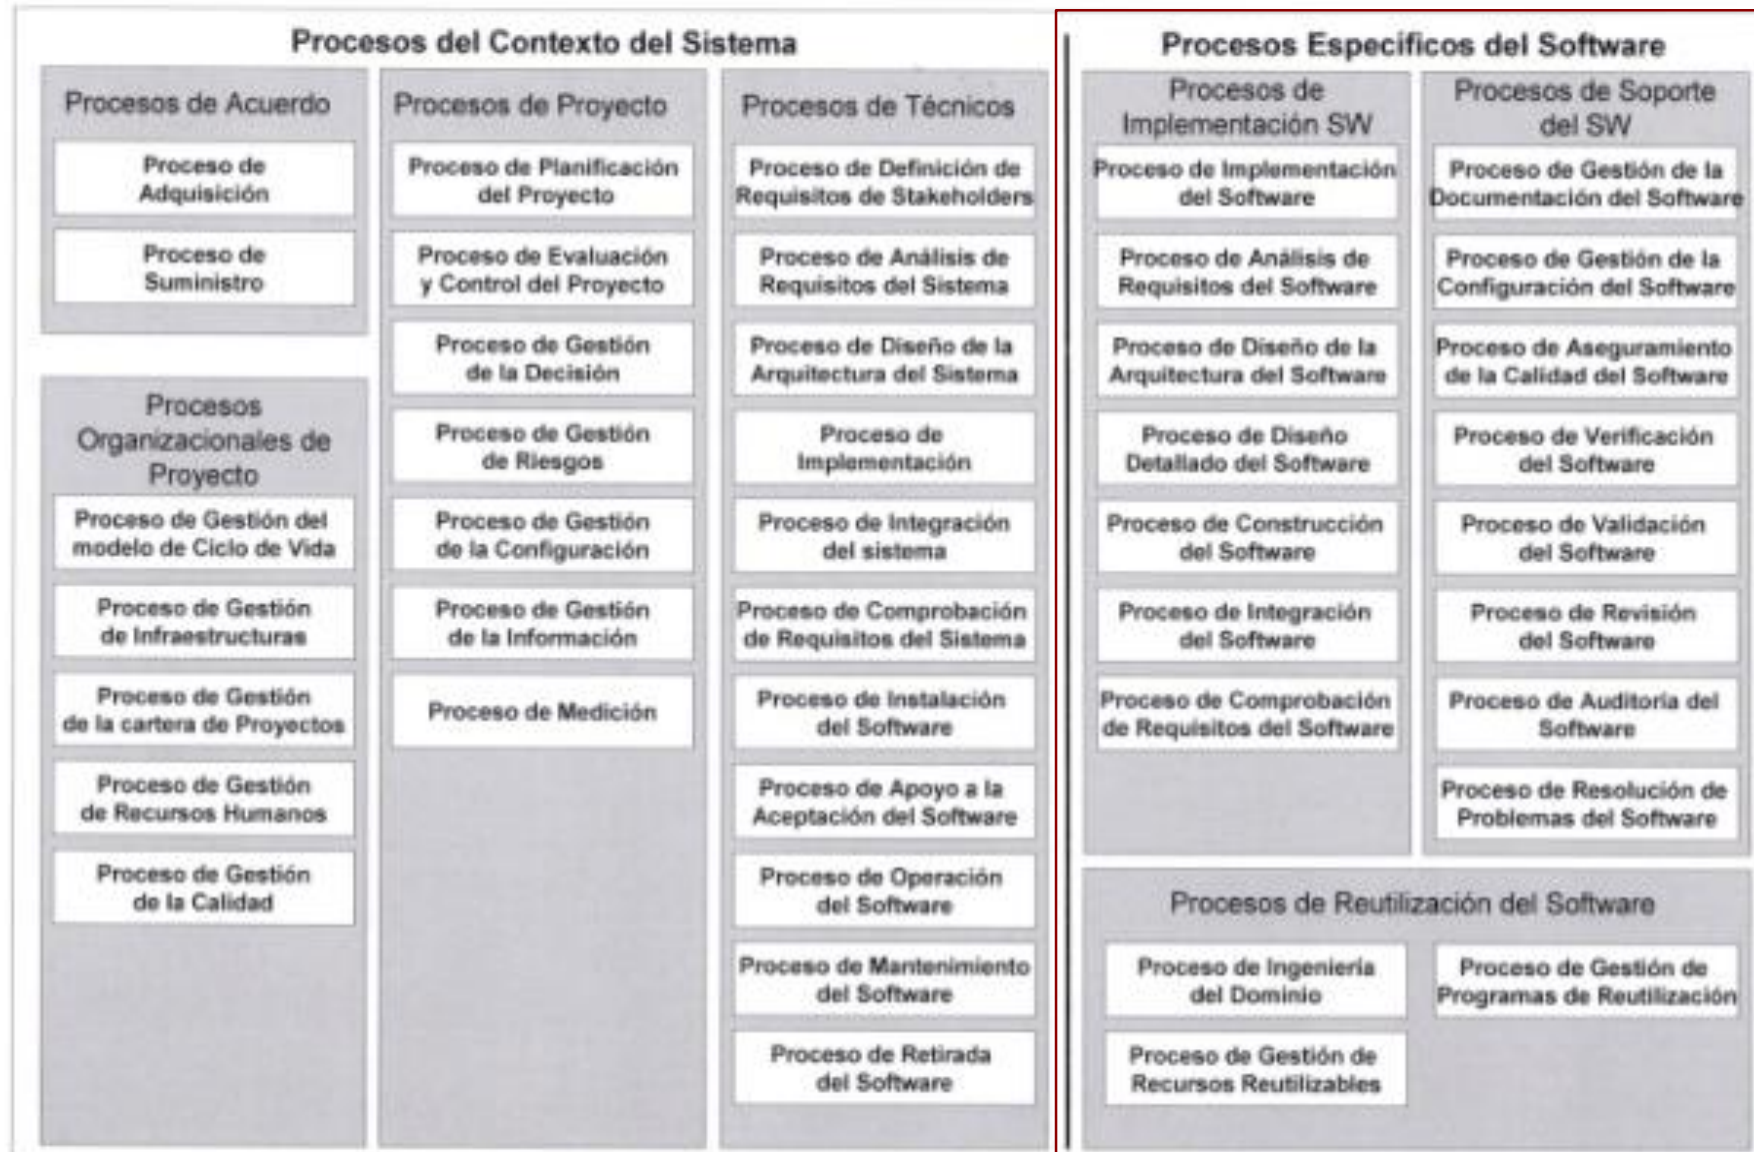 Procesos del Contexto del Sistema
Procesos de Acuerdo
Proceso de
Adquisición
Proceso de
Suministro
Procesos
Organizacionales de
Proyecto
Proceso de Gestión del
modelo de Ciclo de Vida
Proceso de Gestión
de Infraestructuras
Proceso de Gestión
de la cartera de Proyectos
Proceso de Gestión
de Recursos Humanos
Proceso de Gestión
de la Calidad
Procesos de Proyecto
Proceso de Planificación
del Proyecto
Proceso de Evaluación
y Control del Proyecto
Proceso de Gestión
de la Decisión
Proceso de Gestión
de Riesgos
Proceso de Gestión
de la Configuración
Proceso de Gestión
de la Información
Proceso de Medición
Procesos de Técnicos
Proceso de Definición de
Requisitos de Stakeholders
Proceso de Análisis de
Requisitos del Sistema
Proceso de Diseño de la
Arquitectura del Sistema
Proceso de
Implementación
Proceso de Integración
del sistema
Proceso de Comprobación
de Requisitos del Sistema
Proceso de Instalación
del Software
Proceso de Apoyo a la
Aceptación del Software
Proceso de Operación
del Software
Proceso de Mantenimiento
del Software
Proceso de Retirada
del Software
Procesos Específicos del Software
Procesos de
Implementación SW
Proceso de Implementación
del Software
Proceso de Análisis de
Requisitos del Software
Proceso de Diseño de la
Arquitectura del Software
Proceso de Diseño
Detallado del Software
Proceso de Construcción
del Software
Proceso de Integración
del Software
Proceso de Comprobación
de Requisitos del Software
Procesos de Soporte
del SW
Proceso de Gestión de la
Documentación del Software
Proceso de Gestión de la
Configuración del Software
Proceso de Aseguramiento
de la Calidad del Software
Proceso de Verificación
del Software
Proceso de Validación
del Software
Proceso de Revisión
del Software
Proceso de Auditoría del
Software
Proceso de Resolución de
Problemas del Software
Procesos de Reutilización del Software
Proceso de Ingeniería
del Dominio
Proceso de Gestión de
Recursos Reutilizables
Proceso de Gestión de
Programas de Reutilización